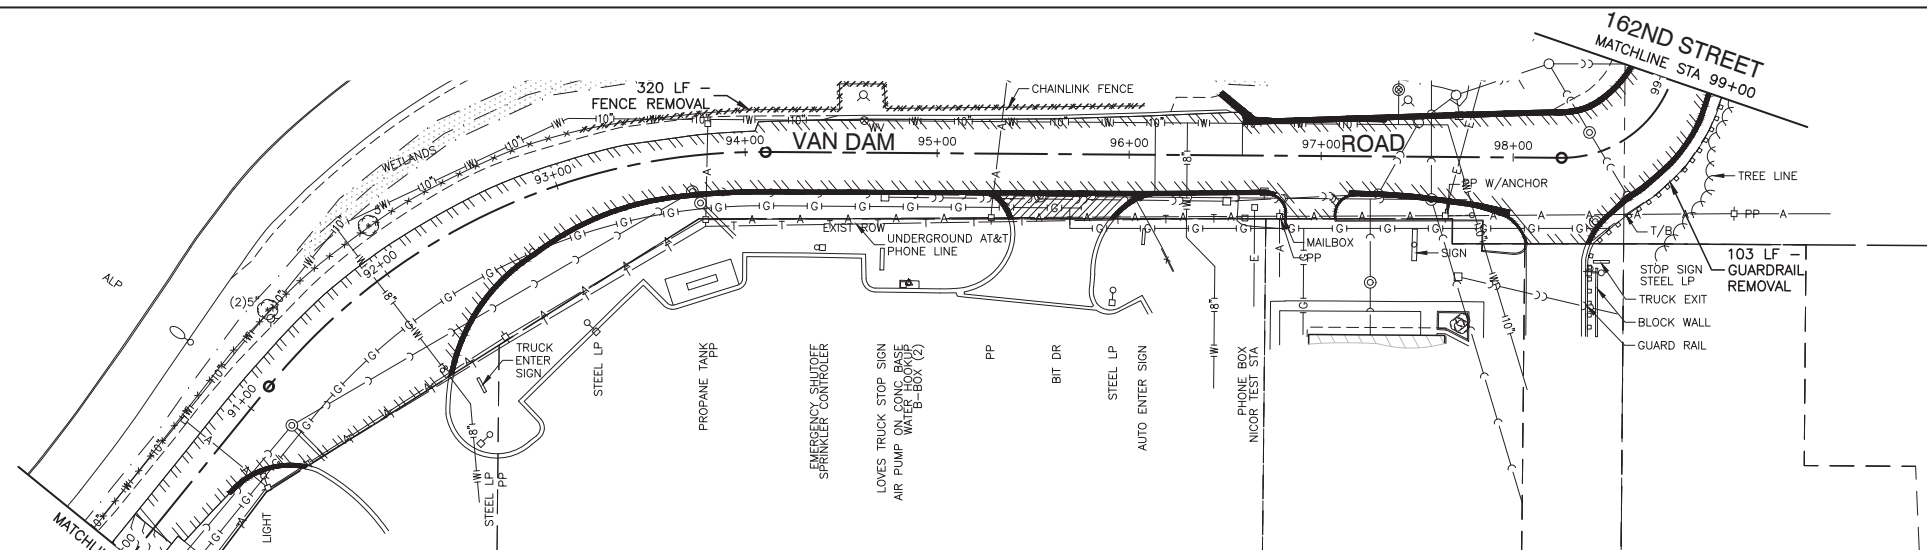 162ND STREET
MATCHLINE STA 99+00
320 LF -
FENCE REMOVAL
CHAINLINK FENCE
VAN DAM
ROAD
94+00
95+00
96+00
97+00
98+00
99
93+00
92+00
91+00
WETLANDS
ALP
(2)5"
TREE LINE
PP
T/B
PP W/ANCHOR
EXIST ROW
UNDERGROUND AT&T
PHONE LINE
MAILBOX
PP
SIGN
STOP SIGN
STEEL LP
103 LF -
GUARDRAIL
REMOVAL
TRUCK EXIT
BLOCK WALL
GUARD RAIL
TRUCK
ENTER
SIGN
STEEL LP
PROPANE TANK
PP
EMERGENCY SHUTOFF
SPRINKLER CONTROLER
LOVES TRUCK STOP SIGN
AIR PUMP ON CONC BASE
WATER HOOKUP
B-BOX (2)
PP
BIT DR
STEEL LP
AUTO ENTER SIGN
PHONE BOX
NICOR TEST STA
STEEL LP
PP
LIGHT